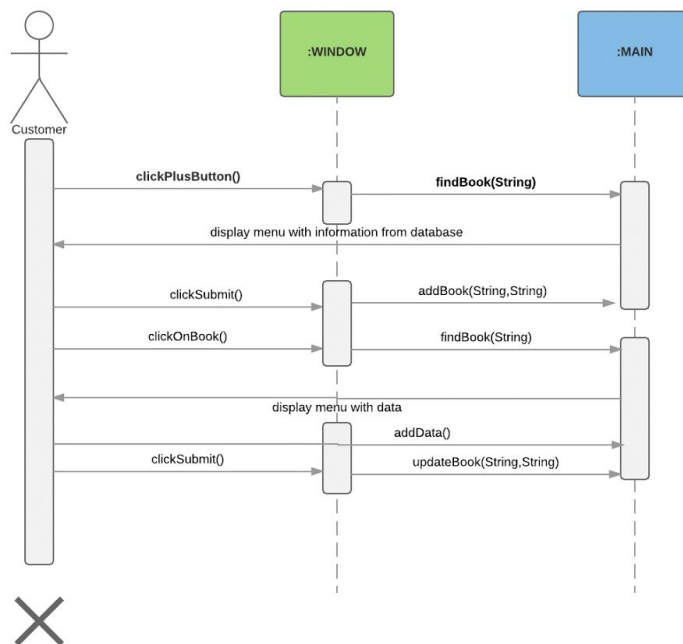 :WINDOW
:MAIN
Customer
clickPlusButton()
findBook(String)
display menu with information from database
clickSubmit()
addBook(String,String)
clickOnBook()
findBook(String)
display menu with data
addData()
clickSubmit()
updateBook(String,String)